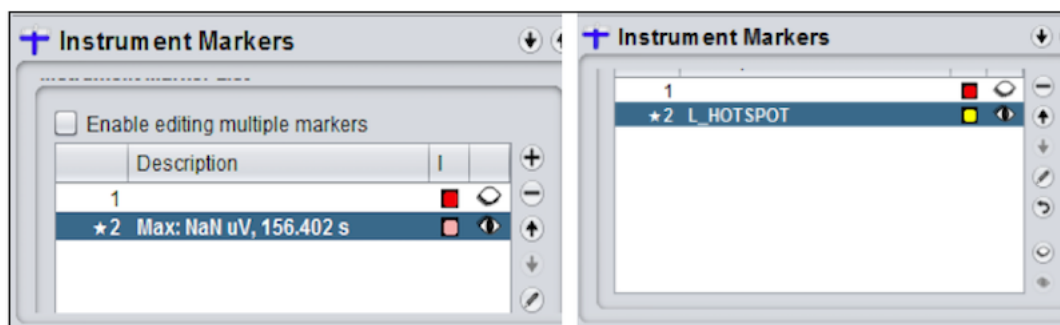 Instrument Markers
Enable editing multiple markers
Description I
1
★2 Max: NaN uV, 156.402 s
Instrument Markers
1
★2 L_HOTSPOT